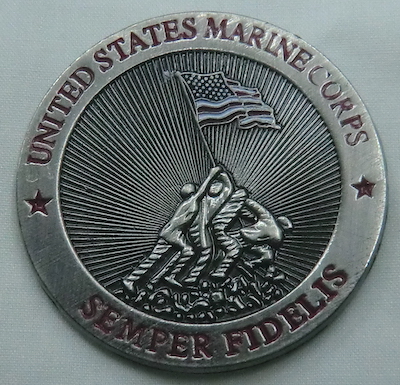 UNITED STATES MARINE CORPS
SEMPER FIDELIS